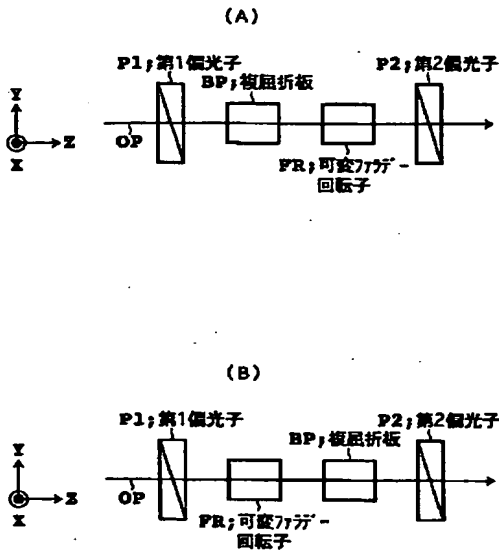 (A)
P1;第1偏光子
P2;第2偏光子
BP;複屈折板
Y
Z
X
OP
FR;可変ファラデー
回転子
(B)
P1;第1偏光子
P2;第2偏光子
BP;複屈折板
Y
Z
X
OP
FR;可変ファラデー
回転子